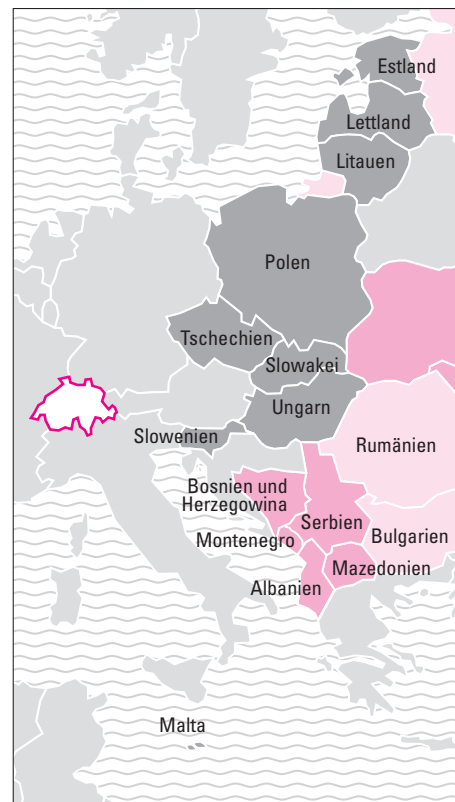 Estland
Lettland
Litauen
Polen
Tschechien
Slowakei
Ungarn
Slowenien
Rumänien
Bosnien und
Herzegowina
Serbien
Montenegro
Bulgarien
Mazedonien
Albanien
Malta